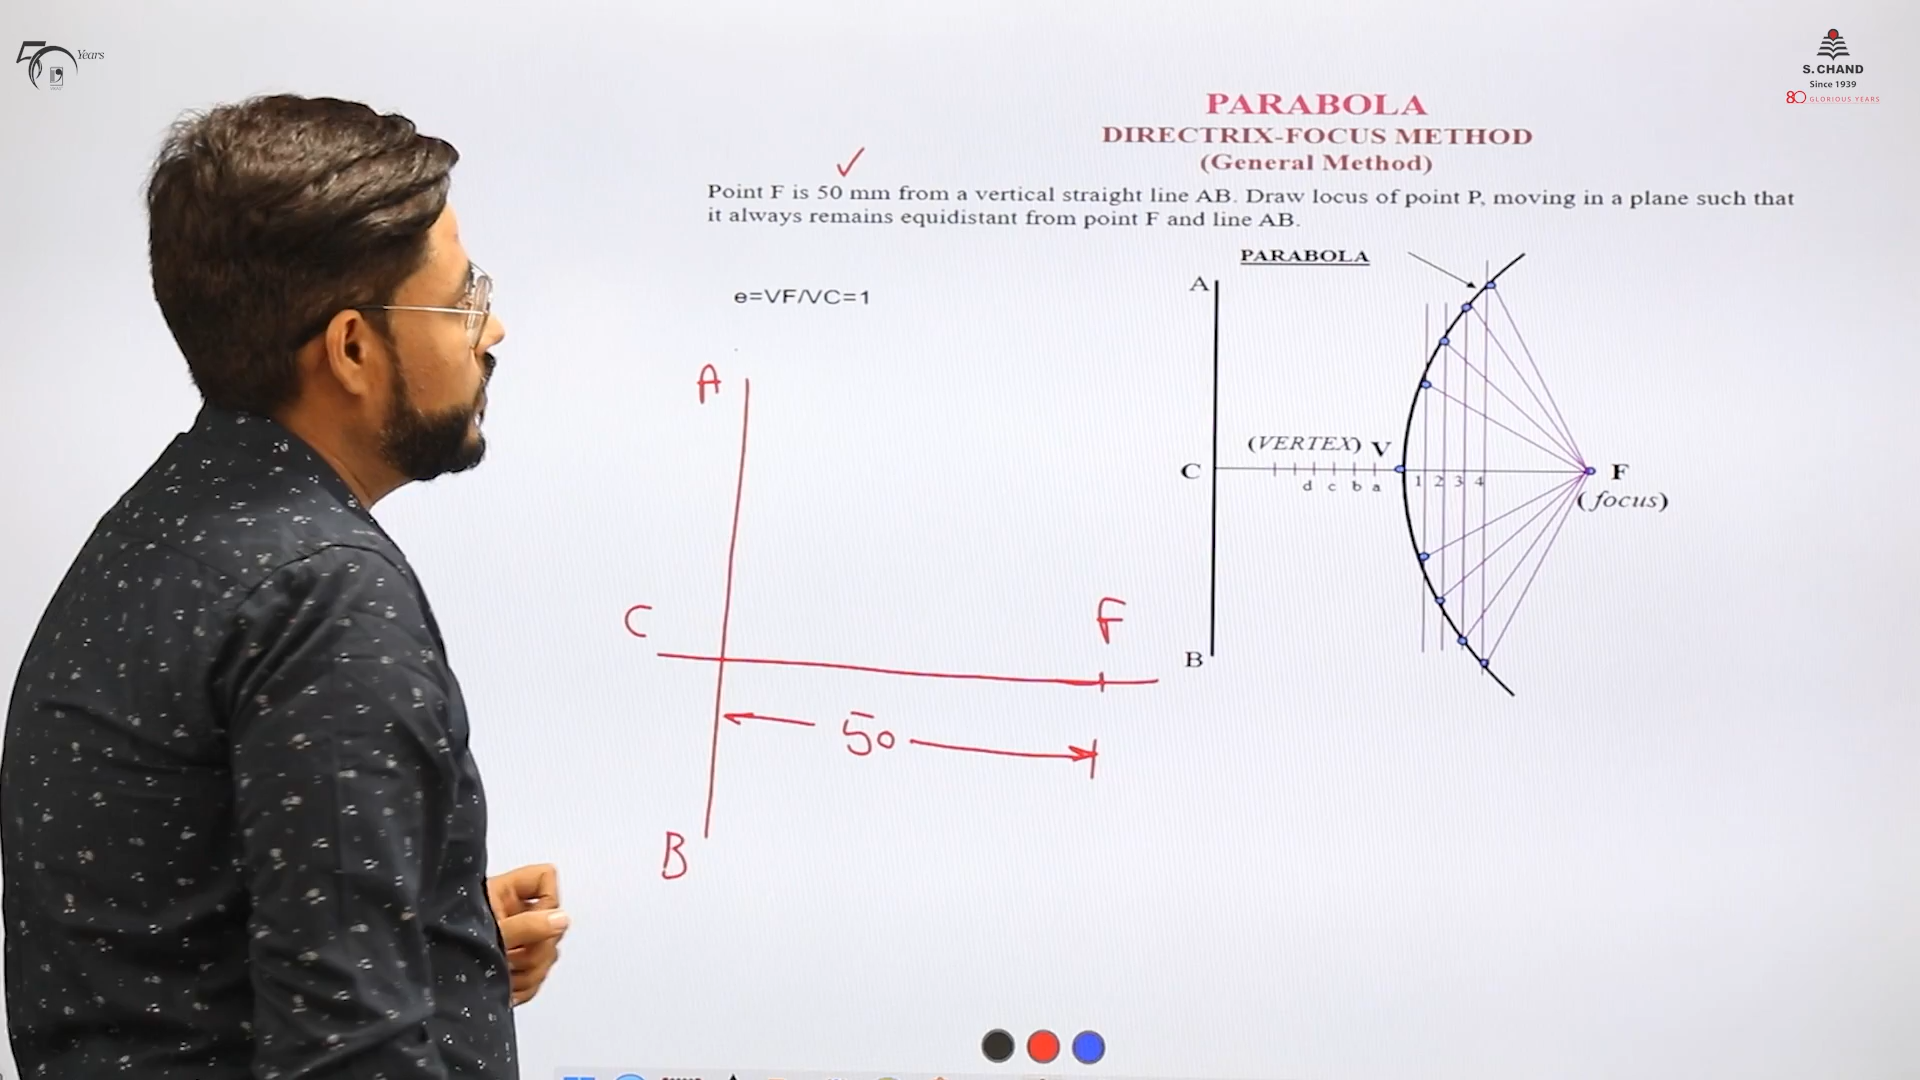 50 Years
S. CHAND
Since 1939
80 GLORIOUS YEARS
PARABOLA
DIRECTRIX-FOCUS METHOD
(General Method)
Point F is 50 mm from a vertical straight line AB. Draw locus of point P, moving in a plane such that
it always remains equidistant from point F and line AB.
PARABOLA
A
e=VF/VC=1
A
(VERTEX) V
C
F
d c b a 1 2 3 4
(focus)
C
F
B
50
B